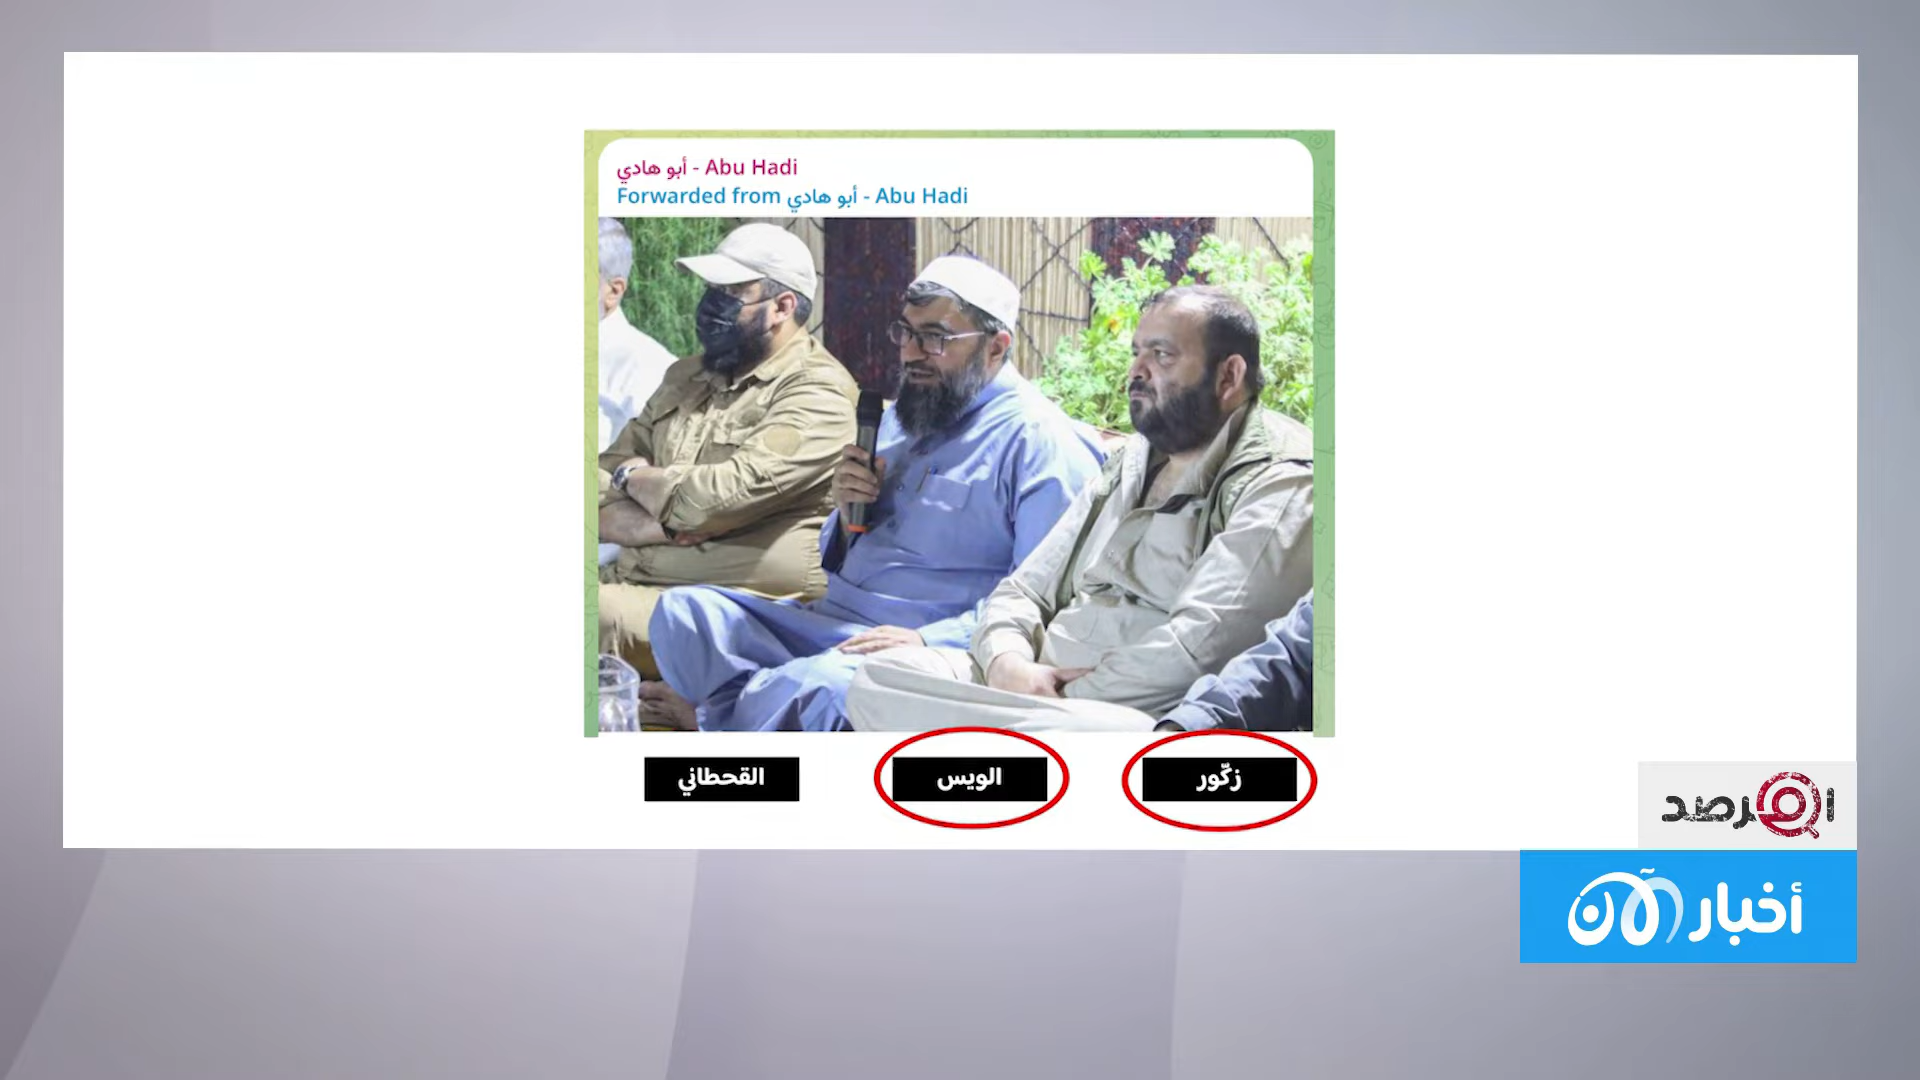 أبو هادي - Abu Hadi
Forwarded from أبو هادي - Abu Hadi
القحطاني
الويس
زكّور
المرصد
أخبار الآن